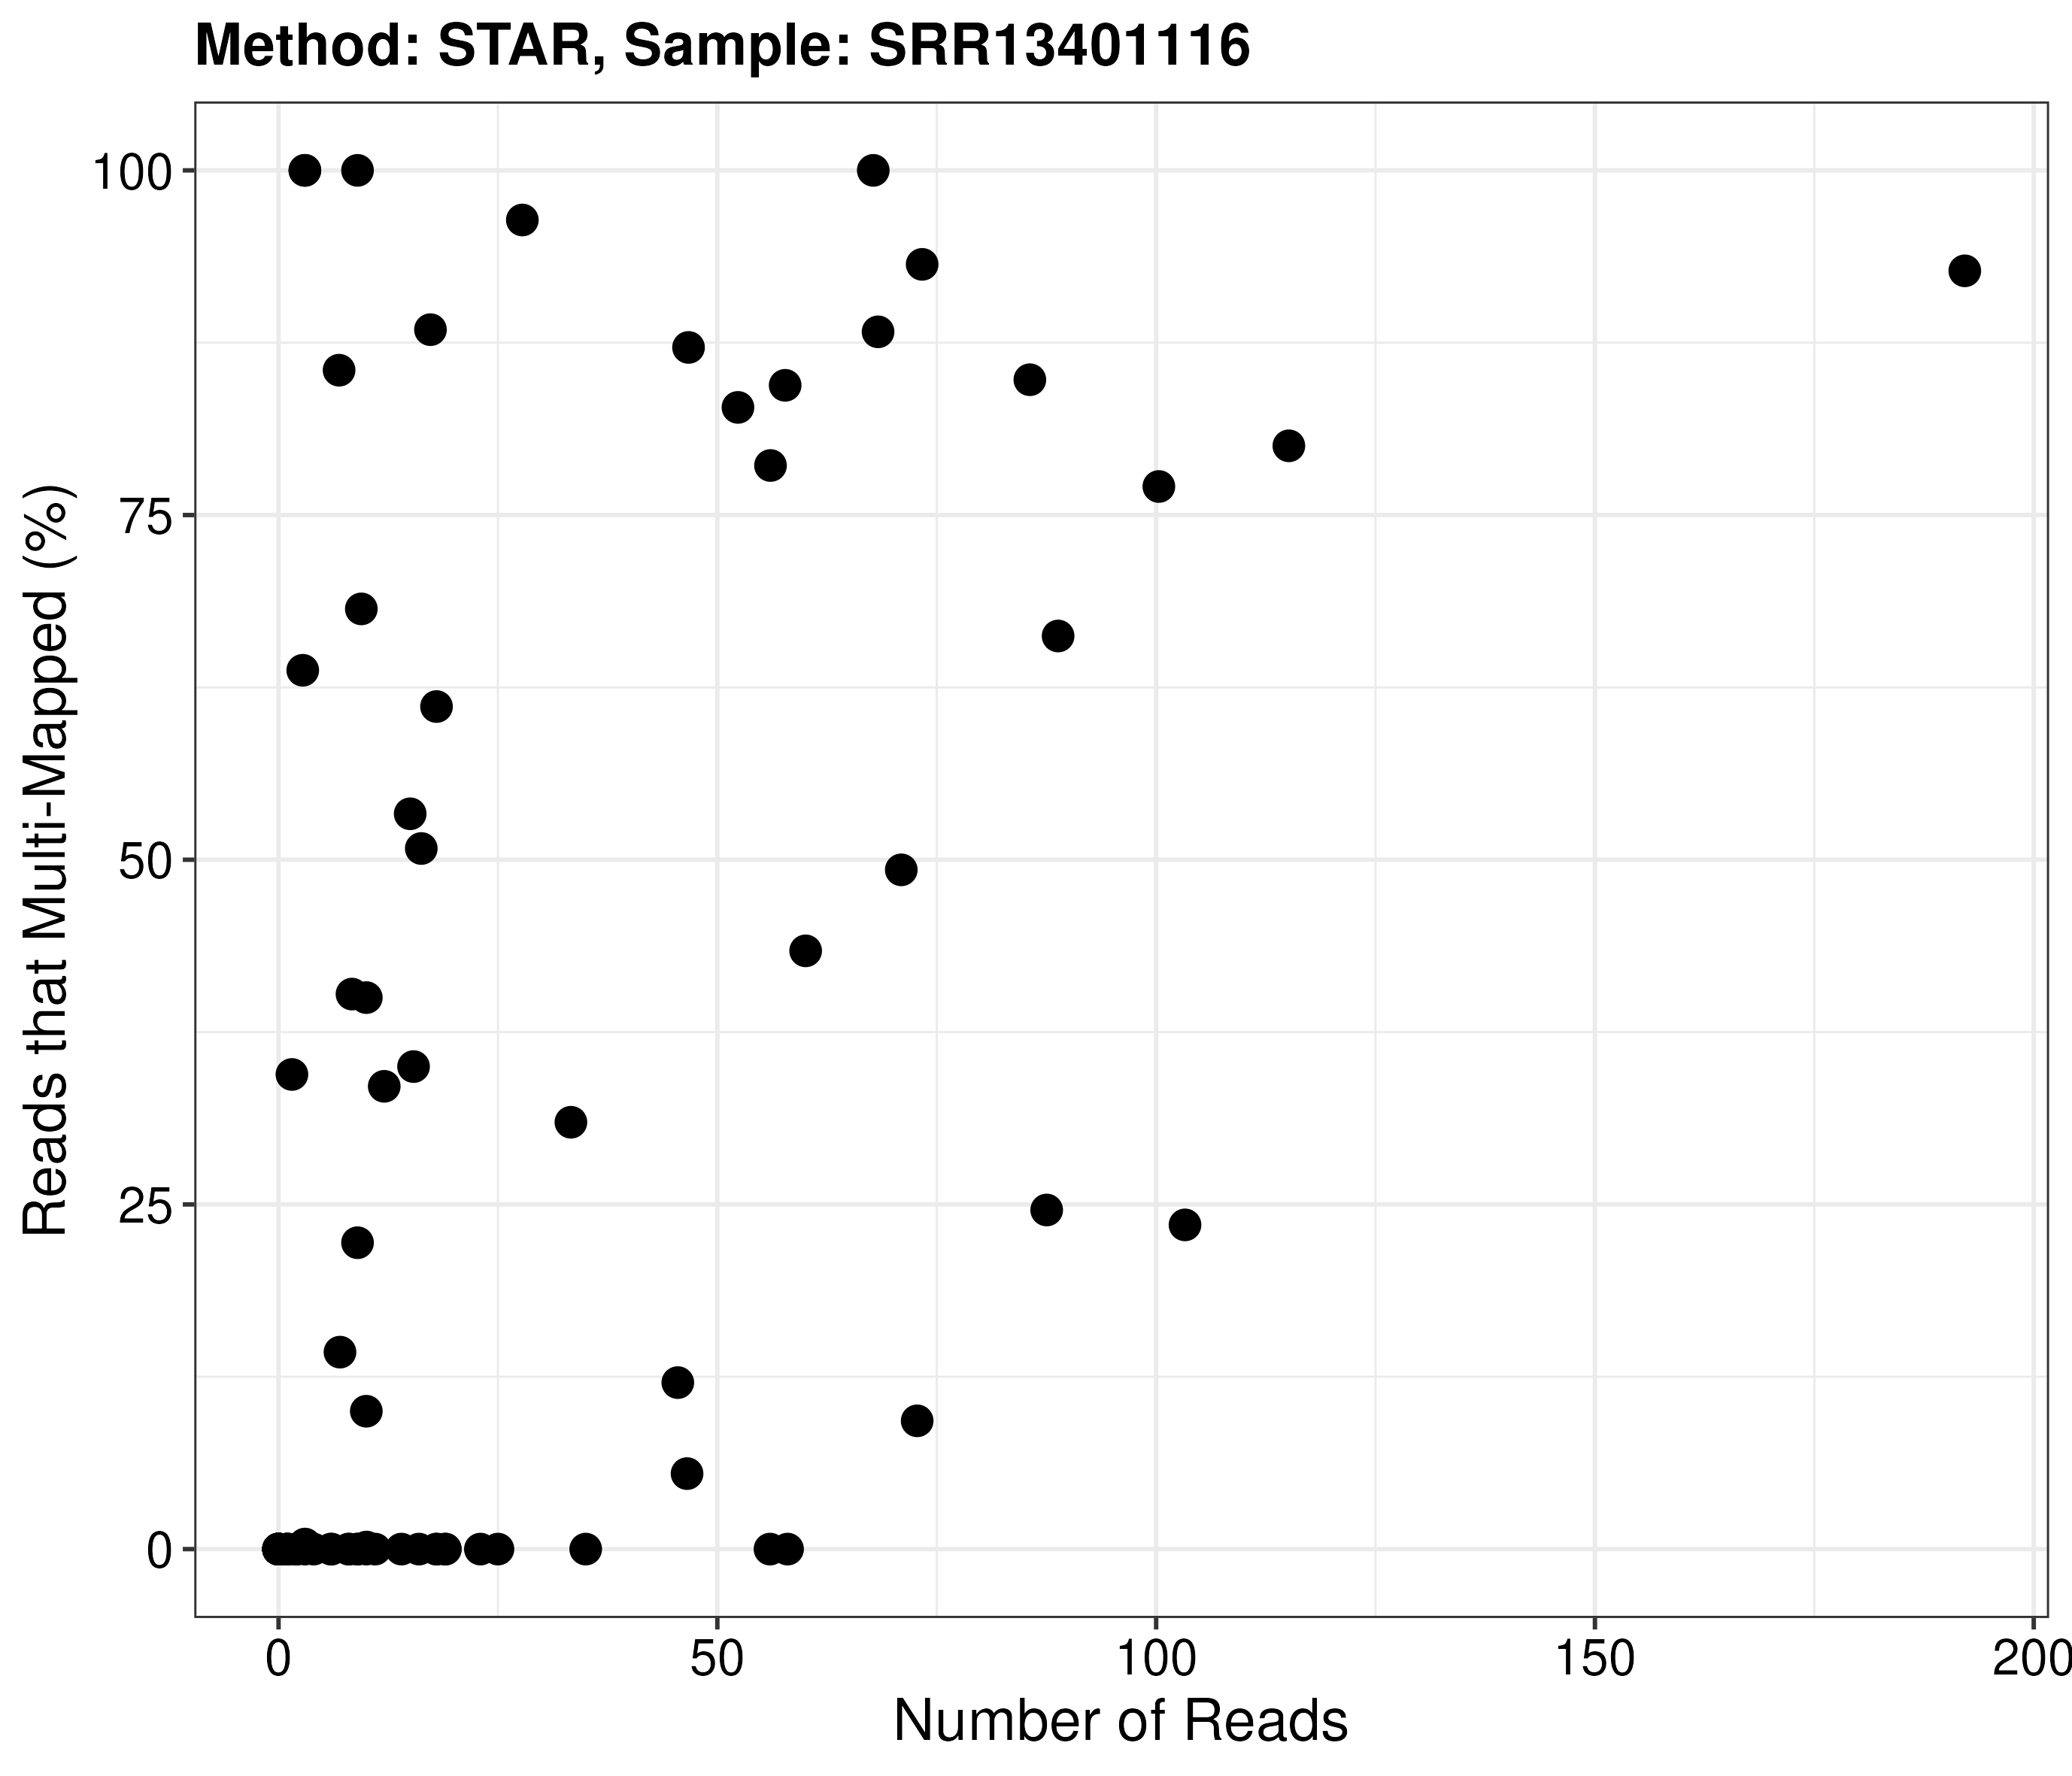 Method: STAR, Sample: SRR13401116
Reads that Multi-Mapped (%)
100
75
50
25
0
0 50 100 150 200
Number of Reads